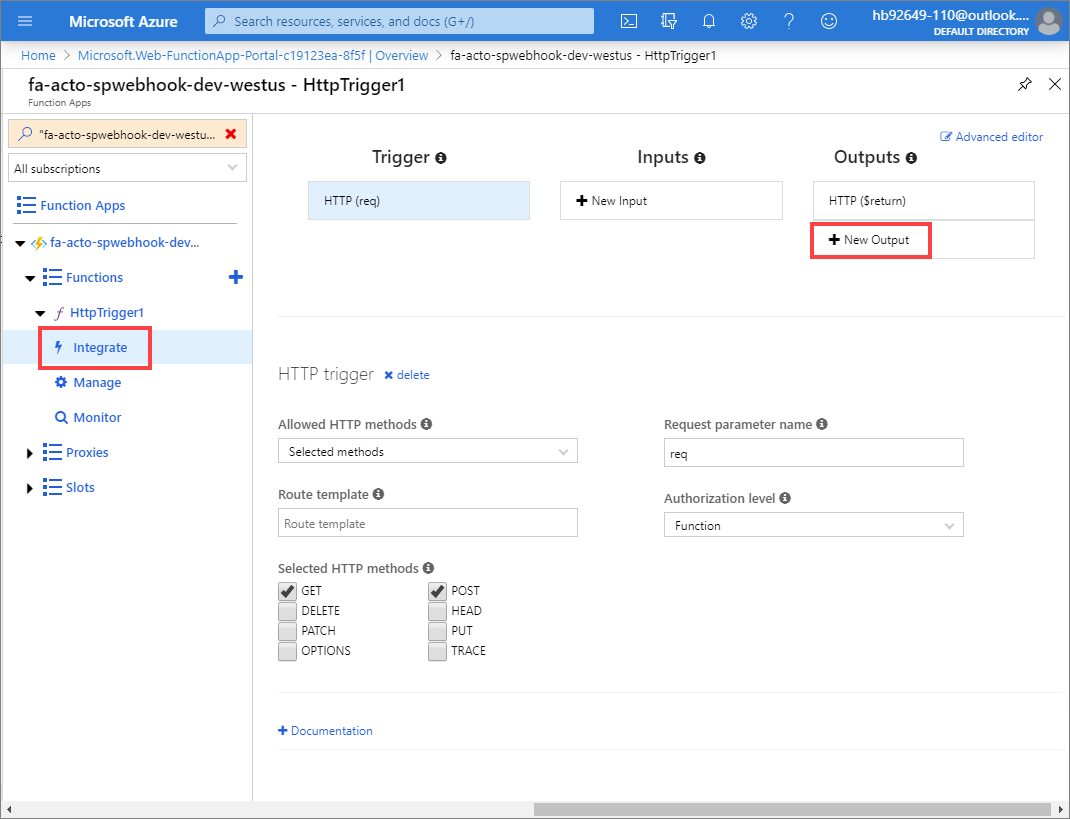 Microsoft Azure
Search resources, services, and docs (G+/)
hb92649-110@outlook....
DEFAULT DIRECTORY
Home > Microsoft.Web-FunctionApp-Portal-c19123ea-8f5f | Overview > fa-acto-spwebhook-dev-westus - HttpTrigger1
fa-acto-spwebhook-dev-westus - HttpTrigger1
Function Apps
"fa-acto-spwebhook-dev-westu...
All subscriptions
Function Apps
fa-acto-spwebhook-dev...
Functions
HttpTrigger1
Integrate
Manage
Monitor
Proxies
Slots
Advanced editor
Trigger
Inputs
Outputs
HTTP (req)
New Input
HTTP ($return)
New Output
HTTP trigger
delete
Allowed HTTP methods
Selected methods
Request parameter name
req
Route template
Route template
Authorization level
Function
Selected HTTP methods
GET
POST
DELETE
HEAD
PATCH
PUT
OPTIONS
TRACE
Documentation